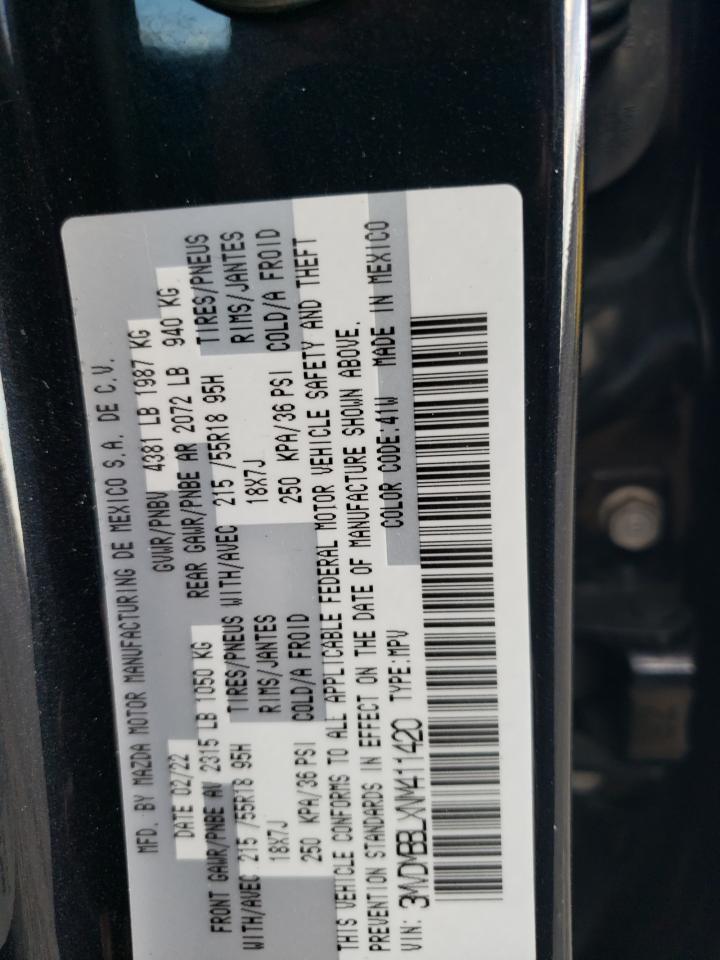 MFD. BY MAZDA MOTOR MANUFACTURING DE MEXICO S.A. DE C.V.
DATE 02/22 GVWR/PNBV 4381 LB 1987 KG
FRONT GAWR/PNBE AV 2315 LB 1050 KG REAR GAWR/PNBE AR 2072 LB 940 KG
WITH/AVEC 215 /55R18 95H TIRES/PNEUS WITH/AVEC 215 /55R18 95H TIRES/PNEUS
18X7J RIMS/JANTES 18X7J RIMS/JANTES
250 KPA/36 PSI COLD/A FROID 250 KPA/36 PSI COLD/A FROID
THIS VEHICLE CONFORMS TO ALL APPLICABLE FEDERAL MOTOR VEHICLE SAFETY AND THEFT
PREVENTION STANDARDS IN EFFECT ON THE DATE OF MANUFACTURE SHOWN ABOVE.
VIN: 3MVDMBBLXNM411420 TYPE:MPV COLOR CODE:41W MADE IN MEXICO